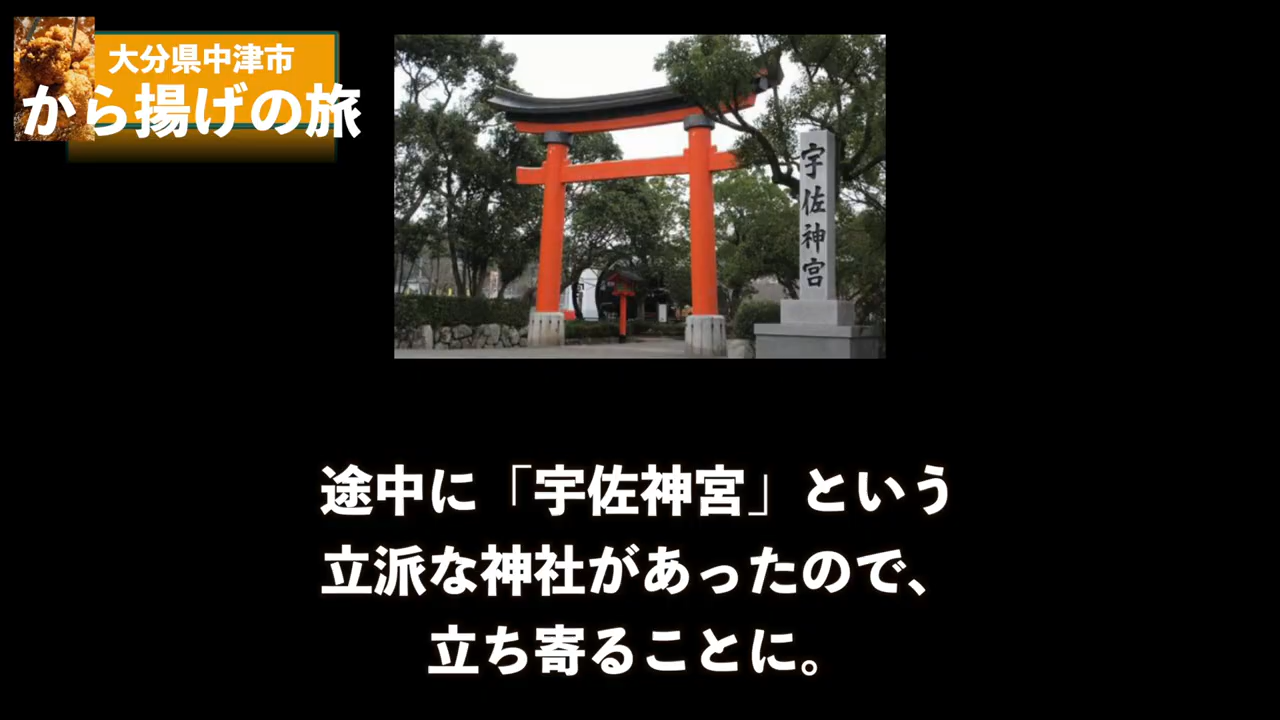 大分県中津市
から揚げの旅
宇佐神宮
途中に「宇佐神宮」という
立派な神社があったので、
立ち寄ることに。